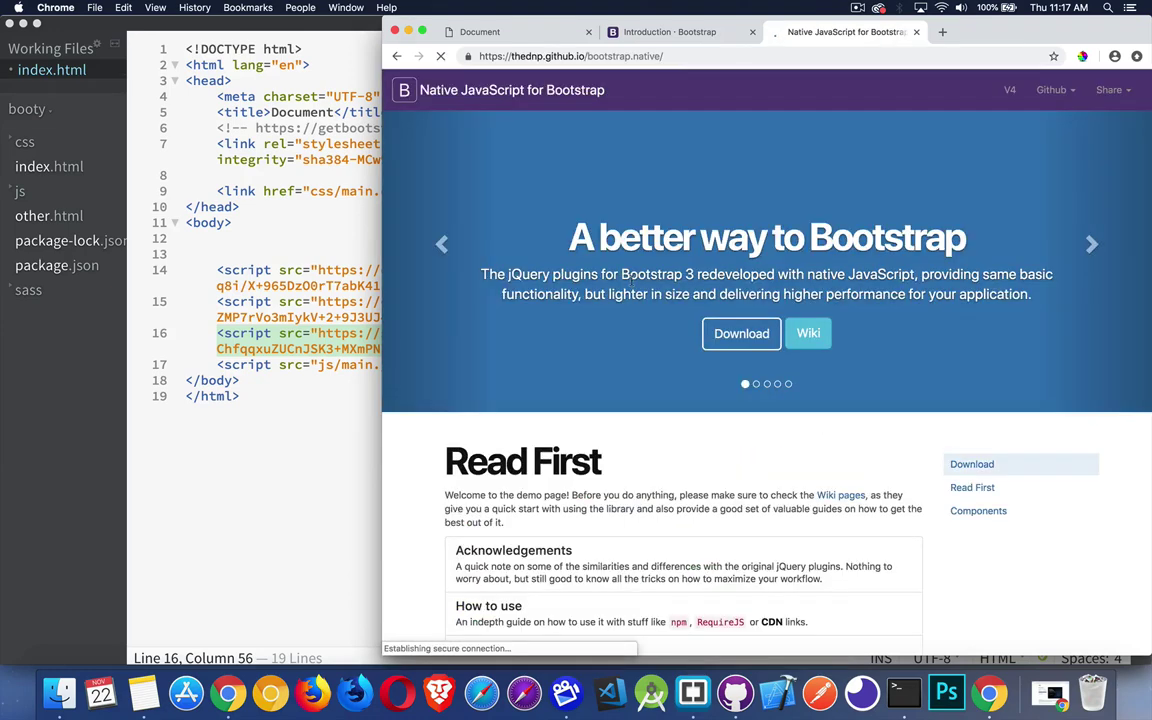 Chrome File Edit View History Bookmarks People Window Help 100% Thu 11:17 AM
Working Files
• index.html
booty
css
index.html
js
other.html
package-lock.json
package.json
sass
1 <!DOCTYPE html>
2 <html lang="en">
3 <head>
4 <meta charset="UTF-8"
5 <title>Document</titl
6 <!-- https://getboots
7 <link rel="stylesheet
integrity="sha384-MCw
8
9 <link href="css/main.
10 </head>
11 <body>
12
13
14 <script src="https://
q8i/X+965DzO0rT7abK41
15 <script src="https://
ZMP7rVo3mIykV+2+9J3UJ
16 <script src="https://
ChfqqxuZUCnJSK3+MXmPN
17 <script src="js/main.
18 </body>
19 </html>
Line 16, Column 56 — 19 Lines
INS UTF-8 HTML Spaces: 4
Document
Introduction · Bootstrap
Native JavaScript for Bootstrap
https://thednp.github.io/bootstrap.native/
B Native JavaScript for Bootstrap
V4 Github Share
A better way to Bootstrap
The jQuery plugins for Bootstrap 3 redeveloped with native JavaScript, providing same basic
functionality, but lighter in size and delivering higher performance for your application.
Download Wiki
Read First
Welcome to the demo page! Before you do anything, please make sure to check the Wiki pages, as they
give you a quick start with using the library and also provide a good set of valuable guides on how to get the
best out of it.
Acknowledgements
A quick note on some of the similarities and differences with the original jQuery plugins. Nothing to
worry about, but still good to know all the tricks on how to maximize your workflow.
How to use
An indepth guide on how to use it with stuff like npm, RequireJS or CDN links.
Download
Read First
Components
Establishing secure connection...
NOV
22
Ps